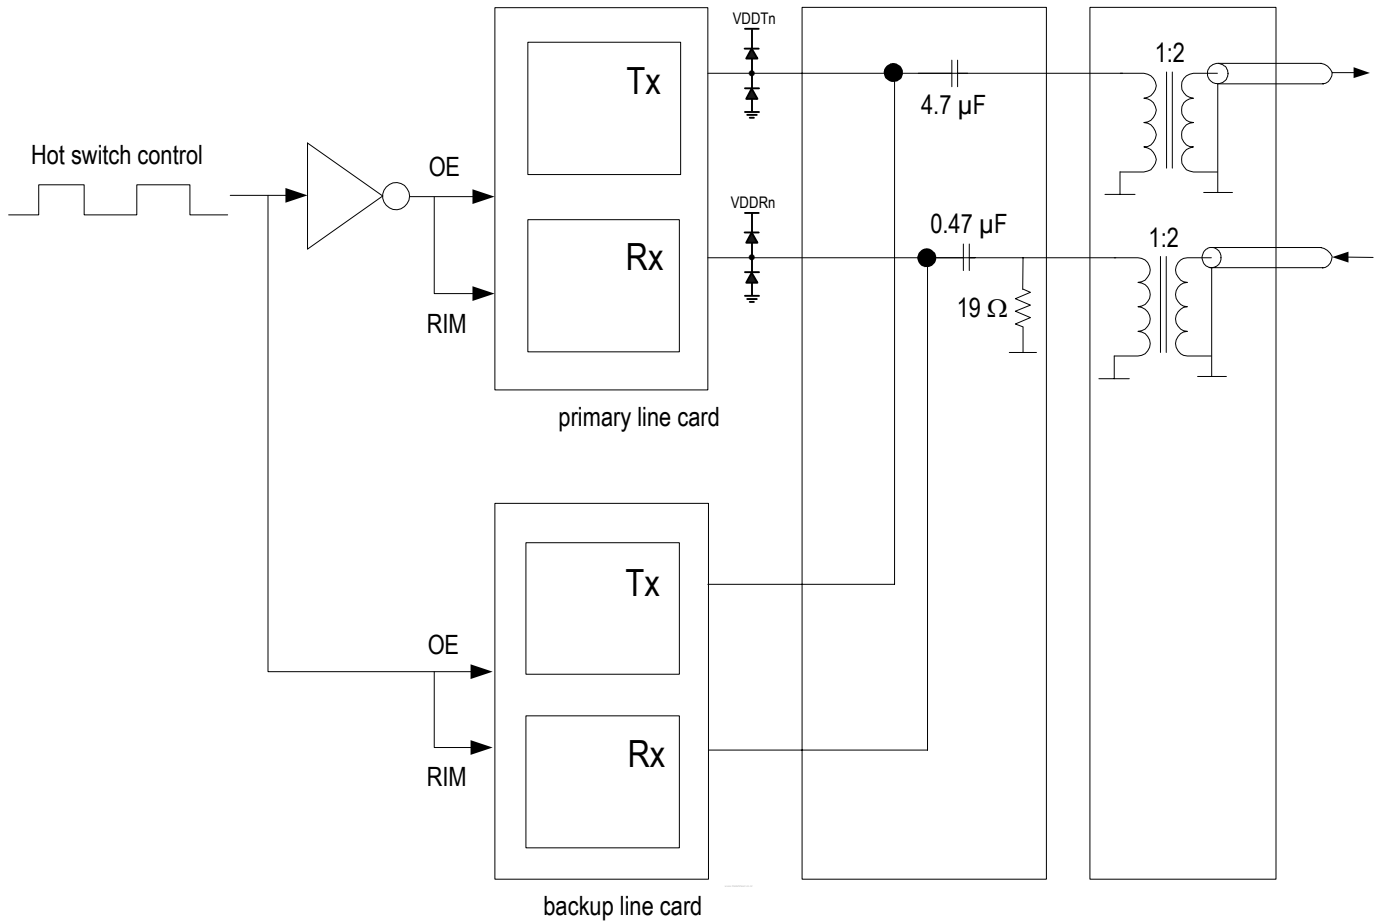 VDDTn
1:2
Tx
4.7 µF
Hot switch control
OE
VDDRn
0.47 µF
1:2
Rx
19 Ω
RIM
primary line card
Tx
OE
Rx
RIM
backup line card